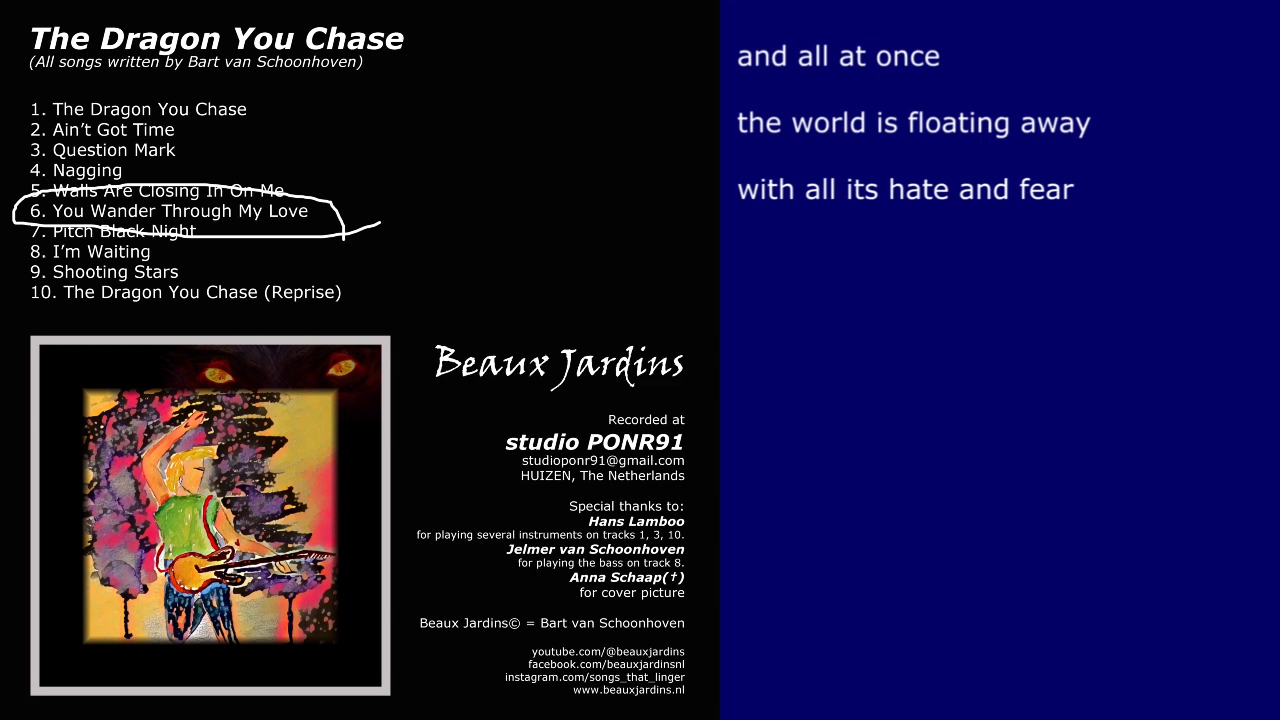 The Dragon You Chase
(All songs written by Bart van Schoonhoven)
1. The Dragon You Chase
2. Ain’t Got Time
3. Question Mark
4. Nagging
5. Walls Are Closing In On Me
6. You Wander Through My Love
7. Pitch Black Night
8. I’m Waiting
9. Shooting Stars
10. The Dragon You Chase (Reprise)
Beaux Jardins
Recorded at
studio PONR91
studioponr91@gmail.com
HUIZEN, The Netherlands
Special thanks to:
Hans Lamboo
for playing several instruments on tracks 1, 3, 10.
Jelmer van Schoonhoven
for playing the bass on track 8.
Anna Schaap(†)
for cover picture
Beaux Jardins© = Bart van Schoonhoven
youtube.com/@beauxjardins
facebook.com/beauxjardinsnl
instagram.com/songs_that_linger
www.beauxjardins.nl
and all at once
the world is floating away
with all its hate and fear